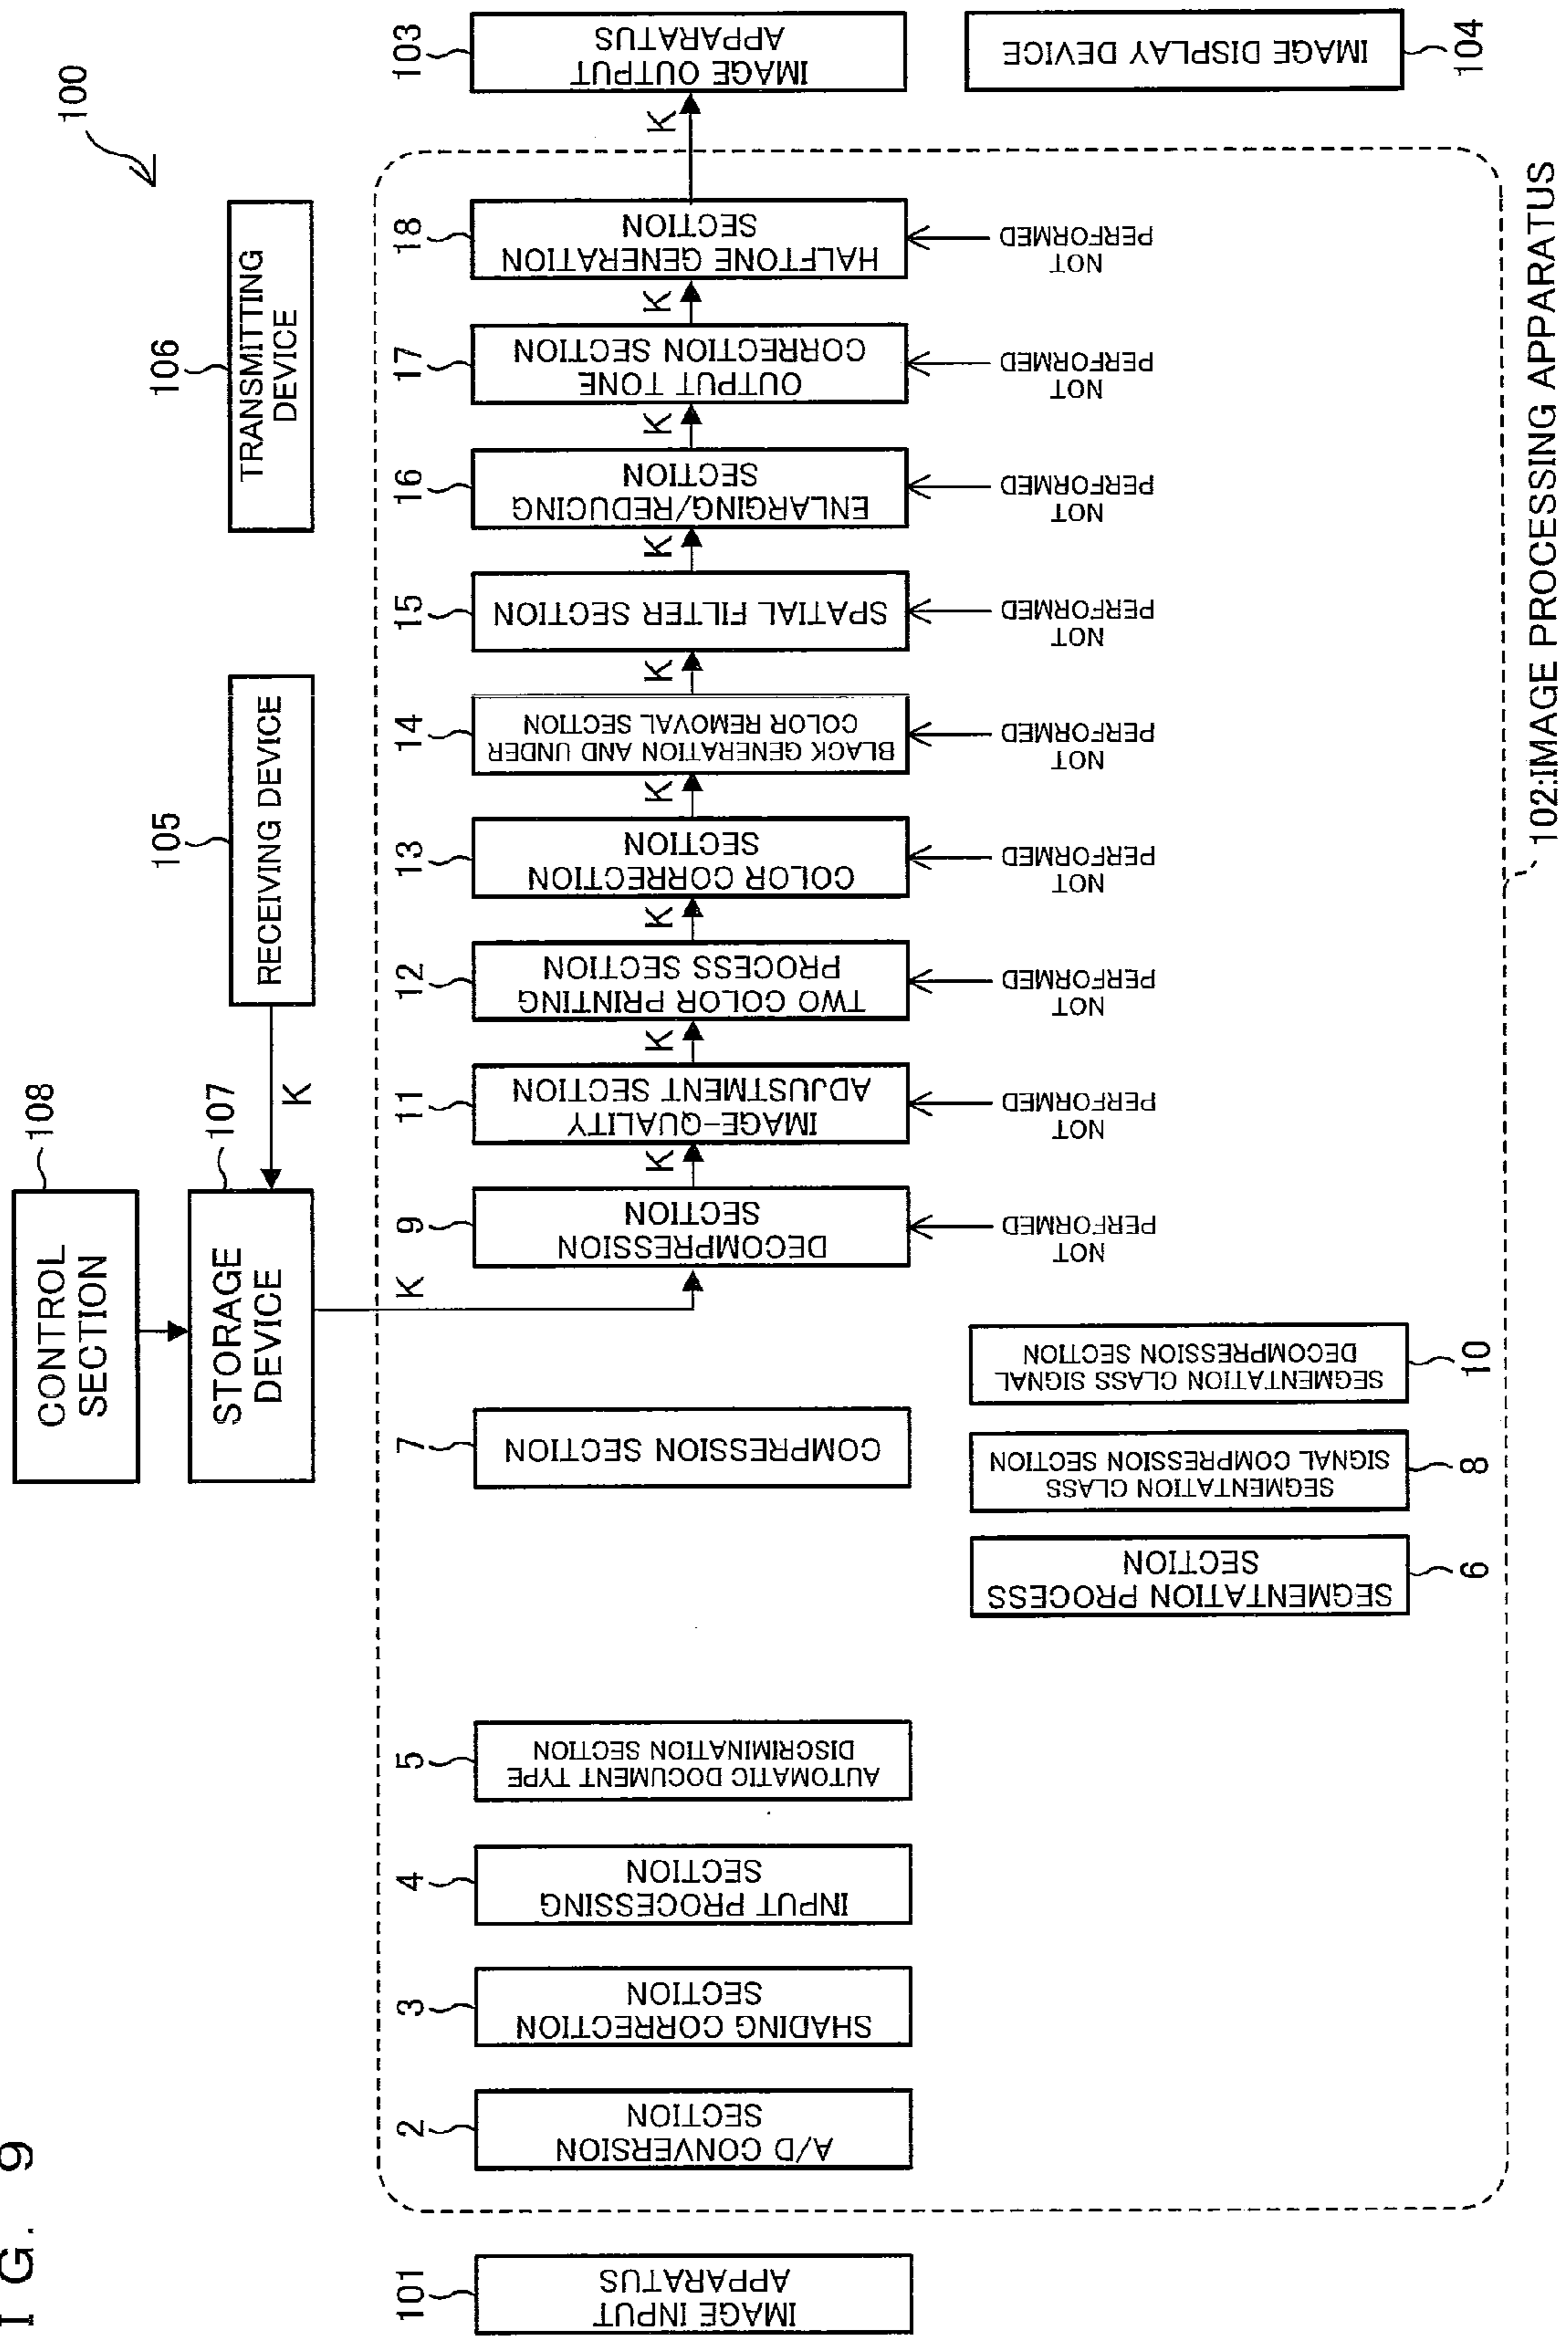 I G. 9
100
CONTROL
SECTION
108
STORAGE
DEVICE
107
RECEIVING DEVICE
105
TRANSMITTING
DEVICE
106
K
K
101
IMAGE INPUT
APPARATUS
2
A/D CONVERSION
SECTION
3
SHADING CORRECTION
SECTION
4
INPUT PROCESSING
SECTION
5
AUTOMATIC DOCUMENT TYPE
DISCRIMINATION SECTION
7
COMPRESSION SECTION
9
DECOMPRESSION
SECTION
K
11
IMAGE-QUALITY
ADJUSTMENT SECTION
K
12
TWO COLOR PRINTING
PROCESS SECTION
K
13
COLOR CORRECTION
SECTION
K
14
BLACK GENERATION AND UNDER
COLOR REMOVAL SECTION
K
15
SPATIAL FILTER SECTION
K
16
ENLARGING/REDUCING
SECTION
K
17
OUTPUT TONE
CORRECTION SECTION
K
18
HALFTONE GENERATION
SECTION
K
103
IMAGE OUTPUT
APPARATUS
NOT
PERFORMED
NOT
PERFORMED
NOT
PERFORMED
NOT
PERFORMED
NOT
PERFORMED
NOT
PERFORMED
NOT
PERFORMED
NOT
PERFORMED
NOT
PERFORMED
SEGMENTATION PROCESS
SECTION
6
SEGMENTATION CLASS
SIGNAL COMPRESSION SECTION
8
SEGMENTATION CLASS SIGNAL
DECOMPRESSION SECTION
10
IMAGE DISPLAY DEVICE
104
102:IMAGE PROCESSING APPARATUS